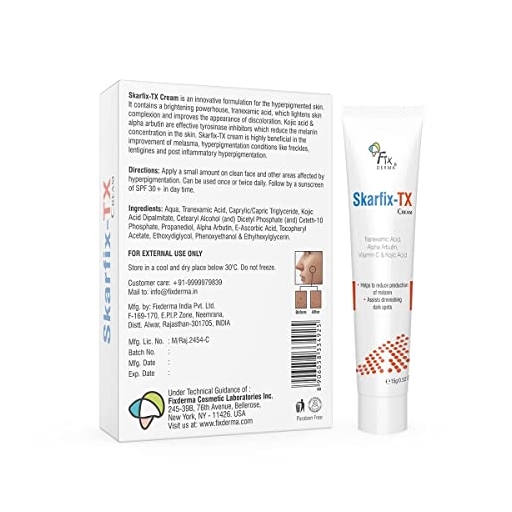 Skarfix-TX
CREAM
Skarfix-TX Cream is an innovative formulation for the hyperpigmented skin.
It contains a brightening powerhouse, tranexamic acid, which lightens skin
complexion and improves the appearance of discoloration. Kojic acid &
alpha arbutin are effective tyrosinase inhibitors which reduce the melanin
concentration in the skin. Skarfix-TX cream is highly beneficial in the
improvement of melasma, hyperpigmentation conditions like freckles,
lentigines and post inflammatory hyperpigmentation.
Directions: Apply a small amount on clean face and other areas affected by
hyperpigmentation. Can be used once or twice daily. Follow by a sunscreen
of SPF 30+ in day time.
Ingredients: Aqua, Tranexamic Acid, Caprylic/Capric Triglyceride, Kojic
Acid Dipalmitate, Cetearyl Alcohol (and) Dicetyl Phosphate (and) Ceteth-10
Phosphate, Propanediol, Alpha Arbutin, E-Ascorbic Acid, Tocopheryl
Acetate, Ethoxydiglycol, Phenoxyethanol & Ethylhexylglycerin.
FOR EXTERNAL USE ONLY
Store in a cool and dry place below 30°C. Do not freeze.
Customer care: +91-9999979839
Mail to: info@fixderma.in
Mfg. by: Fixderma India Pvt. Ltd.
F-169-170, E.P.I.P. Zone, Neemrana,
Distt. Alwar, Rajasthan-301705, INDIA
Mfg. Lic. No. : M/Raj.2454-C
Batch No. :
Mfg. Date :
Exp. Date :
Before After
8906058334925
Under Technical Guidance of :
Fixderma Cosmetic Laboratories Inc.
245-39B, 76th Avenue, Bellerose,
New York, NY - 11426. USA
Visit us at: www.fixderma.com
Paraben Free
FIX
DERMA
Skarfix-TX
CREAM
Tranexamic Acid,
Alpha Arbutin,
Vitamin C & Kojic Acid
• Helps to reduce production
of melanin
• Assists diminishing
dark spots